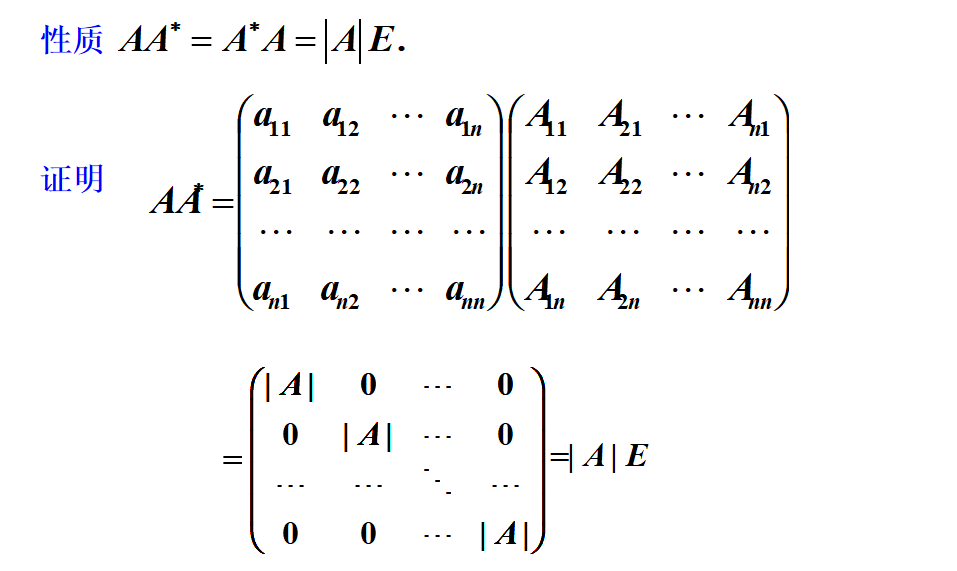 性质 AA* = A*A = |A| E.
证明 AA* = 
( a₁₁ a₁₂ ⋯ a₁ₙ ) ( A₁₁ A₂₁ ⋯ Aₙ₁ )
( a₂₁ a₂₂ ⋯ a₂ₙ ) ( A₁₂ A₂₂ ⋯ Aₙ₂ )
( ⋯ ⋯ ⋯ ⋯ ) ( ⋯ ⋯ ⋯ ⋯ )
( aₙ₁ aₙ₂ ⋯ aₙₙ ) ( A₁ₙ A₂ₙ ⋯ Aₙₙ )
= 
( |A| 0 ⋯ 0 )
( 0 |A| ⋯ 0 )
( ⋯ ⋯ ⋱ ⋯ )
( 0 0 ⋯ |A| )
= |A| E